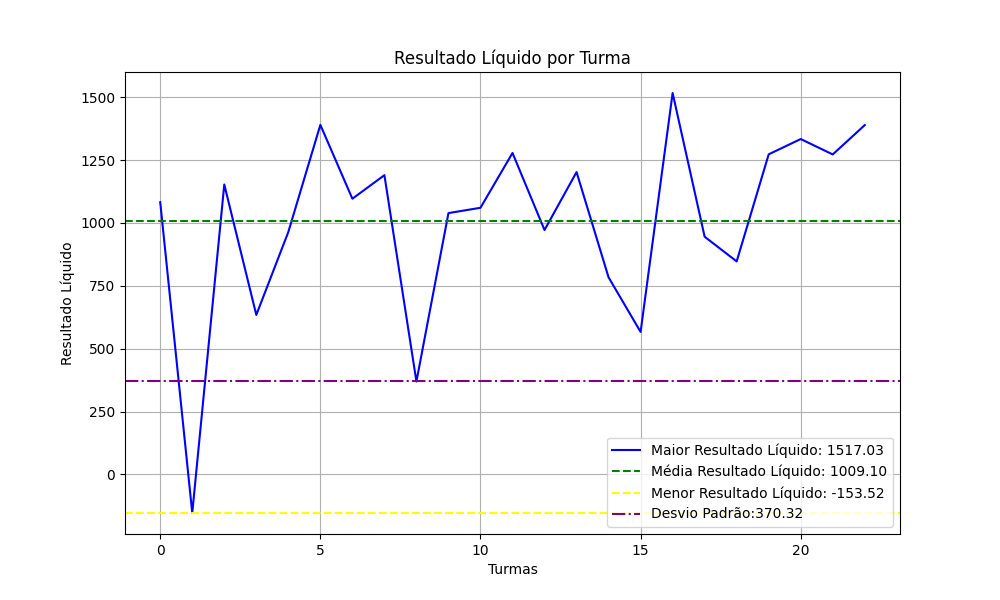 Resultado Líquido por Turma
1500
1250
1000
750
500
250
0
Resultado Líquido
0 5 10 15 20
Turmas
Maior Resultado Líquido: 1517.03
Média Resultado Líquido: 1009.10
Menor Resultado Líquido: -153.52
Desvio Padrão:370.32